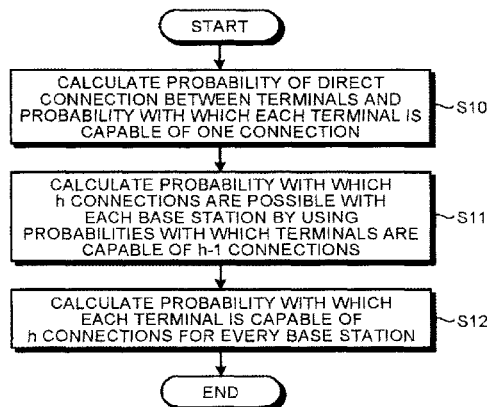 START
CALCULATE PROBABILITY OF DIRECT
CONNECTION BETWEEN TERMINALS AND
PROBABILITY WITH WHICH EACH TERMINAL IS
CAPABLE OF ONE CONNECTION
S10
CALCULATE PROBABILITY WITH WHICH
h CONNECTIONS ARE POSSIBLE WITH
EACH BASE STATION BY USING
PROBABILITIES WITH WHICH TERMINALS ARE
CAPABLE OF h-1 CONNECTIONS
S11
CALCULATE PROBABILITY WITH WHICH
EACH TERMINAL IS CAPABLE OF
h CONNECTIONS FOR EVERY BASE STATION
S12
END